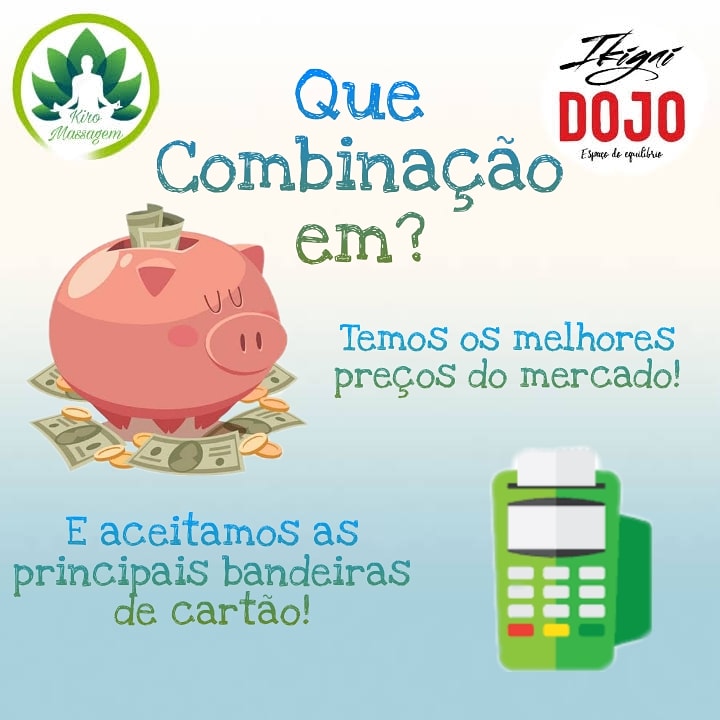 Kiro
Massagem
Ikigai
DOJO
Espaço do equilíbrio
Que
Combinação
em?
Temos os melhores
preços do mercado!
E aceitamos as
principais bandeiras
de cartão!